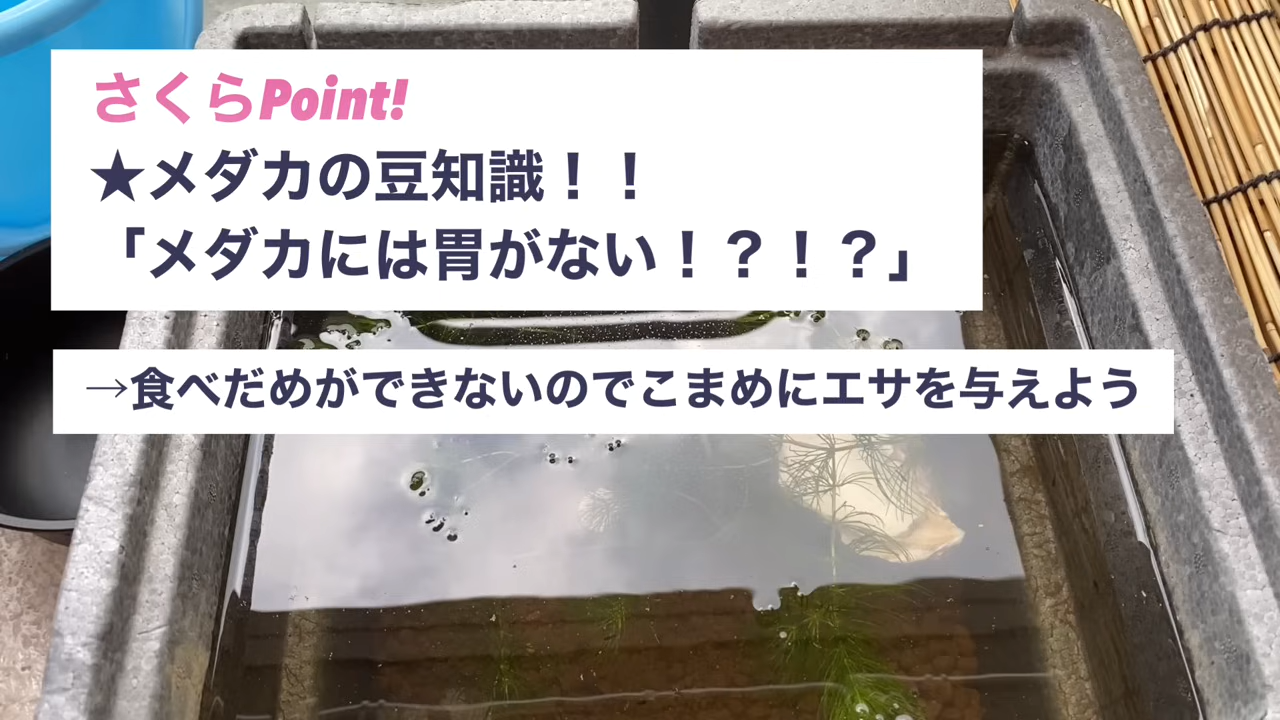 さくらPoint!
★メダカの豆知識！！
「メダカには胃がない！？！？」
→食べだめができないのでこまめにエサを与えよう